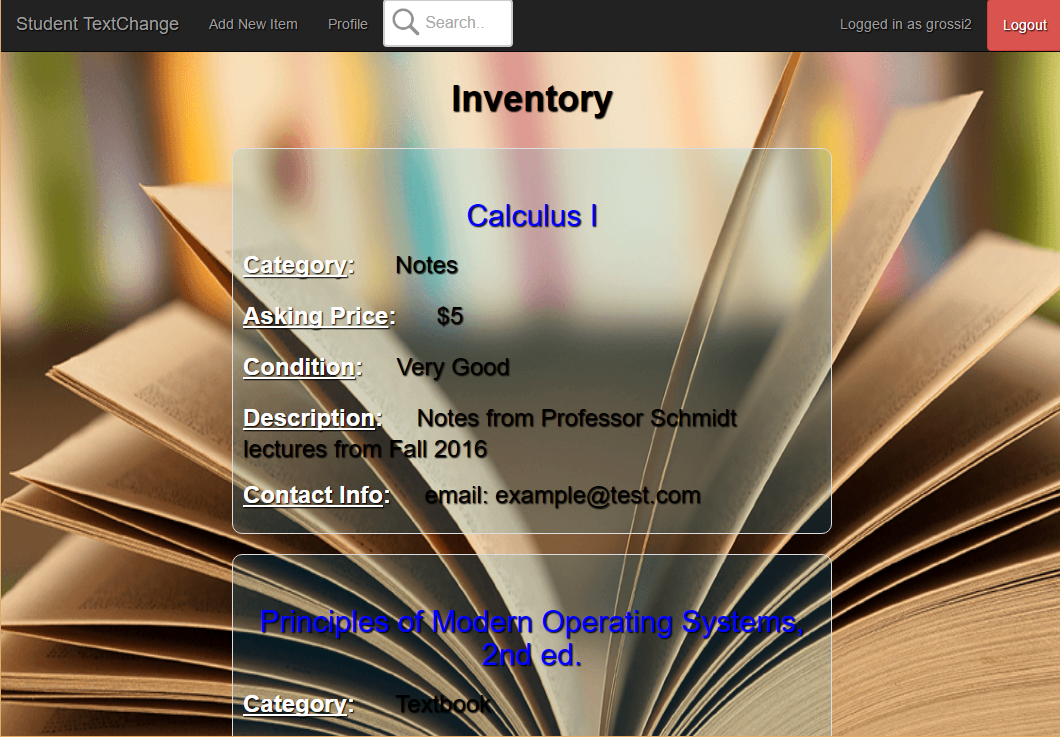 Student TextChange Add New Item Profile Search.. Logged in as grossi2 Logout
Inventory
Calculus I
Category: Notes
Asking Price: $5
Condition: Very Good
Description: Notes from Professor Schmidt
lectures from Fall 2016
Contact Info: email: example@test.com
Principles of Modern Operating Systems,
2nd ed.
Category: Textbook